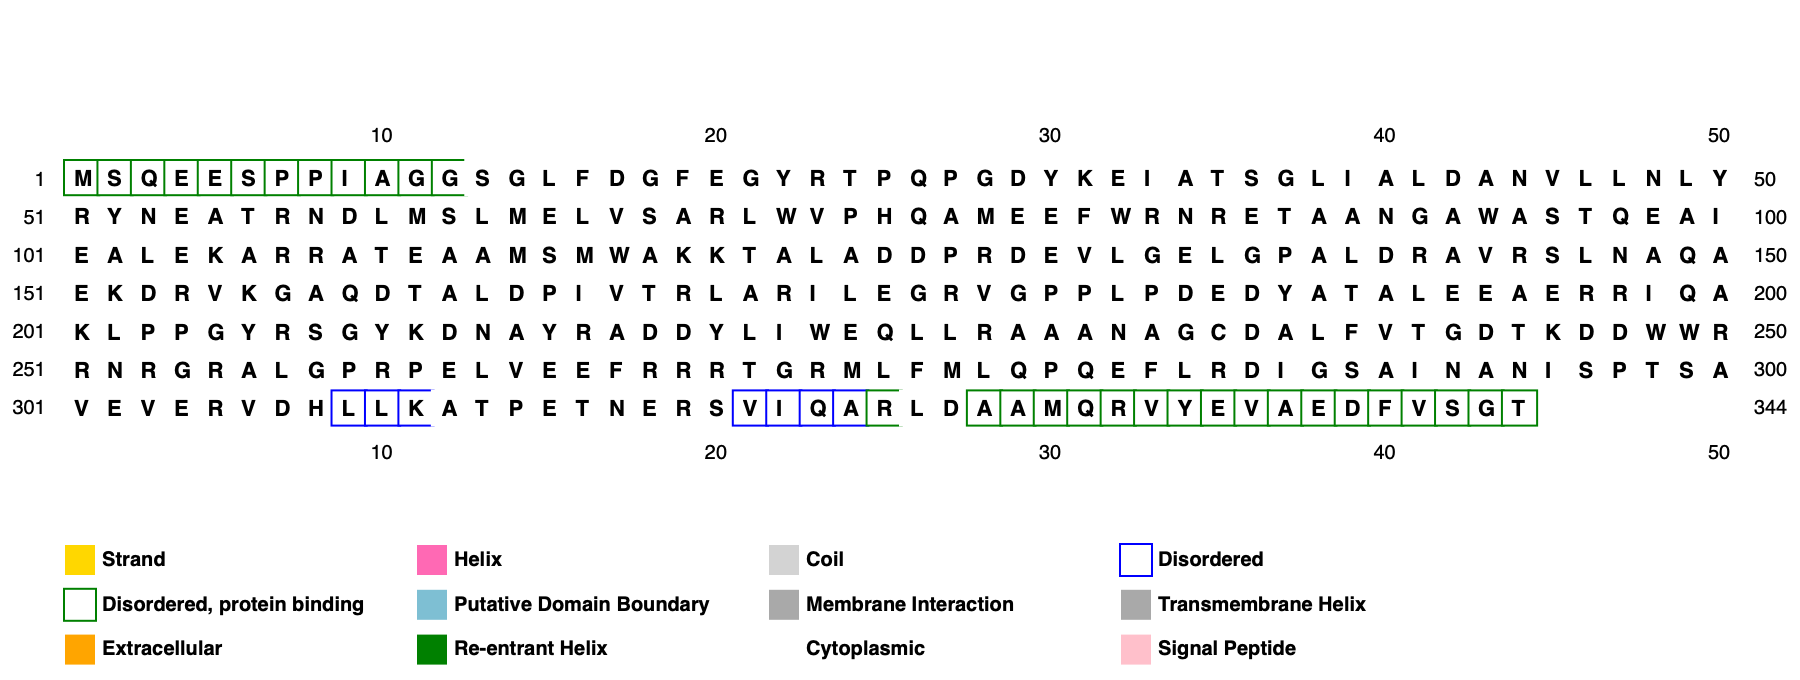 10 20 30 40 50
1 M S Q E E S P P I A G G S G L F D G F E G Y R T P Q P G D Y K E I A T S G L I A L D A N V L L N L Y 50
51 R Y N E A T R N D L M S L M E L V S A R L W V P H Q A M E E F W R N R E T A A N G A W A S T Q E A I 100
101 E A L E K A R R A T E A A M S M W A K K T A L A D D P R D E V L G E L G P A L D R A V R S L N A Q A 150
151 E K D R V K G A Q D T A L D P I V T R L A R I L E G R V G P P L P D E D Y A T A L E E A E R R I Q A 200
201 K L P P G Y R S G Y K D N A Y R A D D Y L I W E Q L L R A A A N A G C D A L F V T G D T K D D W W R 250
251 R N R G R A L G P R P E L V E E F R R R T G R M L F M L Q P Q E F L R D I G S A I N A N I S P T S A 300
301 V E V E R V D H L L K A T P E T N E R S V I Q A R L D A A M Q R V Y E V A E D F V S G T 344
10 20 30 40 50
Strand Helix Coil Disordered
Disordered, protein binding Putative Domain Boundary Membrane Interaction Transmembrane Helix
Extracellular Re-entrant Helix Cytoplasmic Signal Peptide